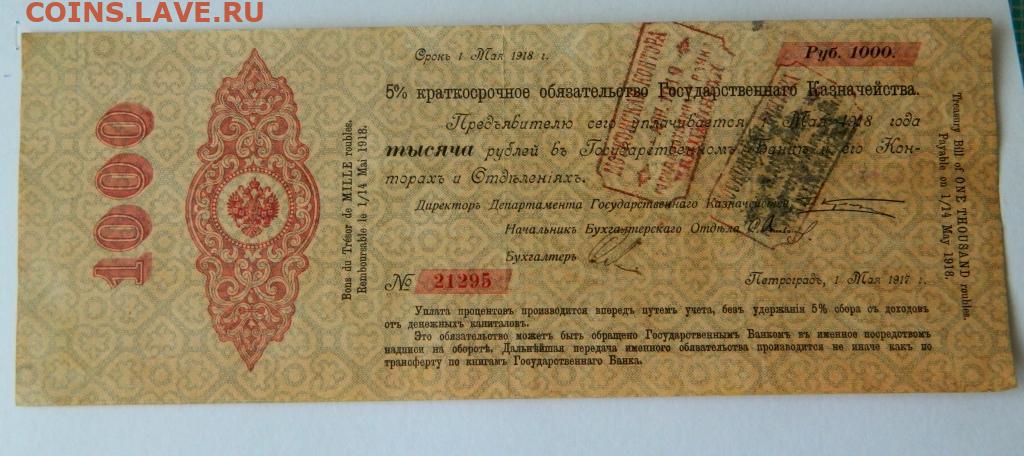 COINS.LAVE.RU
Срокъ 1 Мая 1918 г.
Руб. 1000.
5% краткосрочное обязательство Государственнаго Казначейства.
Предъявителю сего уплачивается Мая 1918 года
тысяча рублей въ Государственномъ Банкѣ и его Кон-
торахъ и Отдѣленіяхъ.
Директоръ Департамента Государственнаго Казначейства
Начальникъ Бухгалтерскаго Отдѣла
Бухгалтеръ
№ 21295
Петроградъ, 1 Мая 1917 г.
Уплата процентовъ производится впередъ путемъ учета, безъ удержанія 5% сбора съ доходовъ
отъ денежныхъ капиталовъ.
Это обязательство можетъ быть обращено Государственнымъ Банкомъ въ именное посредствомъ
надписи на оборотѣ. Дальнѣйшая передача именного обязательства производится не иначе какъ по
трансферту по книгамъ Государственнаго Банка.
1000
Bons du Trésor de MILLE roubles.
Remboursable le 1/14 Mai 1918.
Treasury Bill of ONE THOUSAND roubles.
Payable on 1/14 May 1918.
КОНТОРА